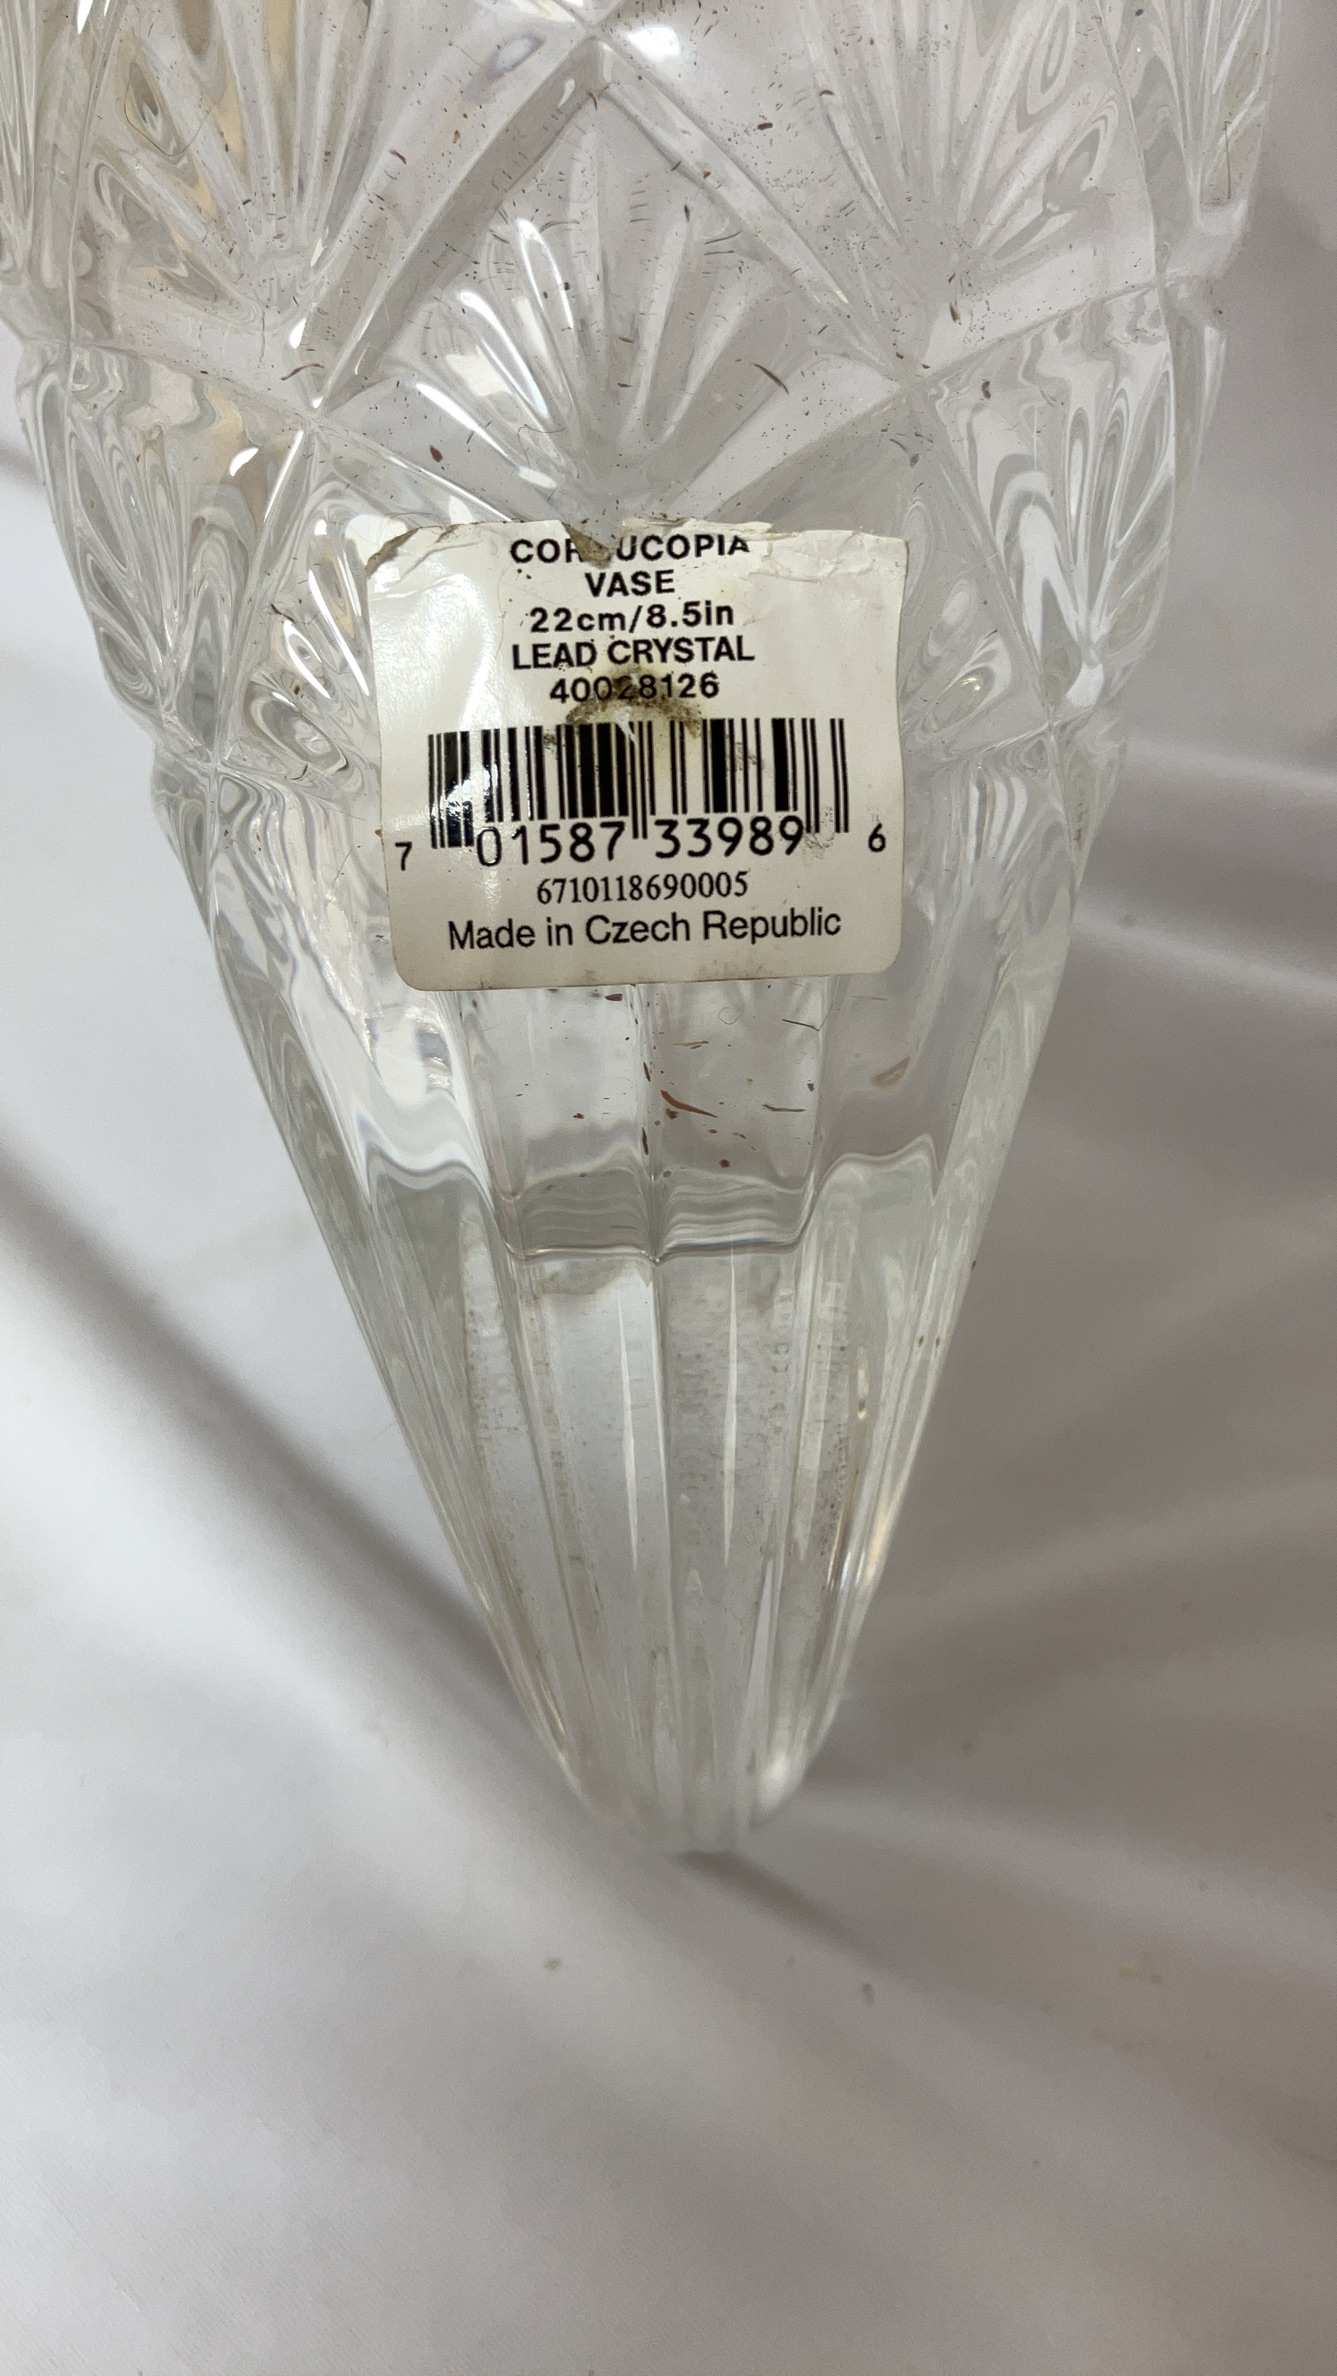 COR UCOPIA
VASE
22cm/8.5in
LEAD CRYSTAL
40028126
7 01587 33989 6
6710118690005
Made in Czech Republic